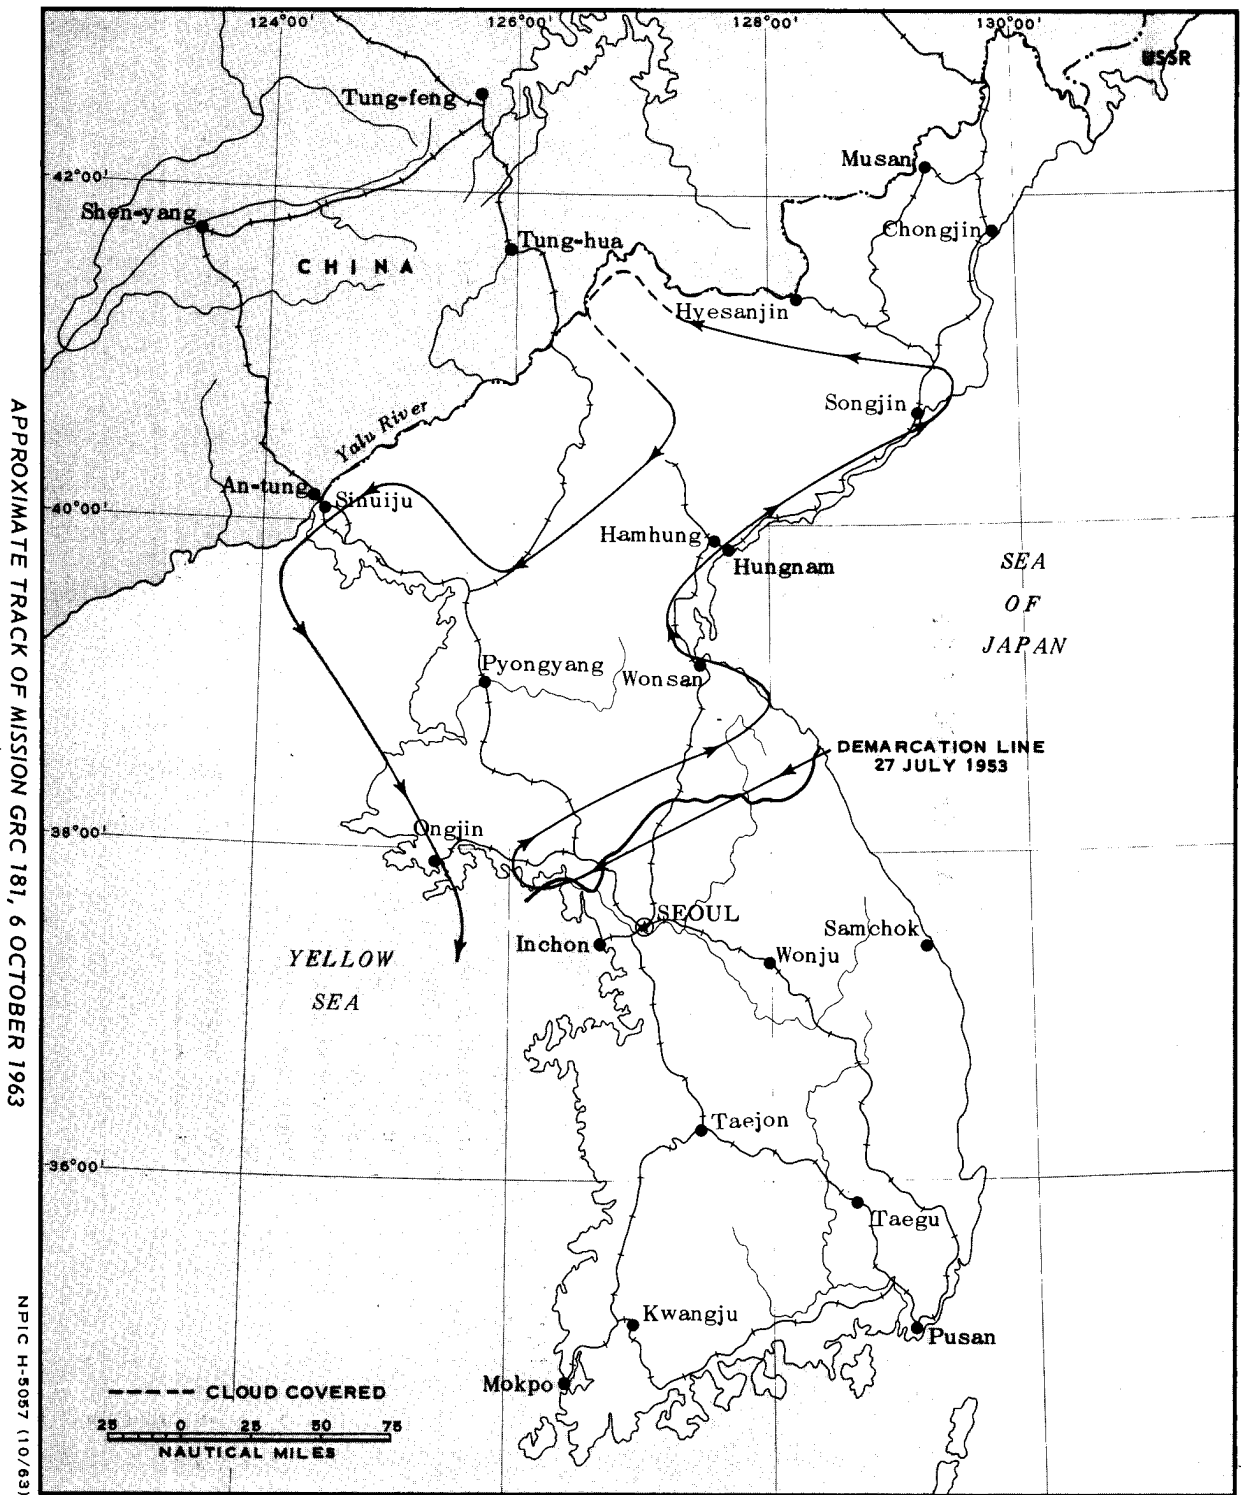 124°00'
126°00'
128°00'
130°00'
USSR
Tung-feng
Musan
42°00'
Shen-yang
Chongjin
Tung-hua
CHINA
Hyesanjin
Songjin
Yalu River
An-tung
Sinuiju
40°00'
Hamhung
Hungnam
SEA
OF
JAPAN
Pyongyang
Wonsan
DEMARCATION LINE
27 JULY 1953
38°00'
Ongjin
SEOUL
Inchon
Samchok
Wonju
YELLOW
SEA
Taejon
36°00'
Taegu
Kwangju
Pusan
Mokpo
CLOUD COVERED
25 0 25 50 75
NAUTICAL MILES
APPROXIMATE TRACK OF MISSION GRC 181, 6 OCTOBER 1963
NPIC H-5057 (10/63)